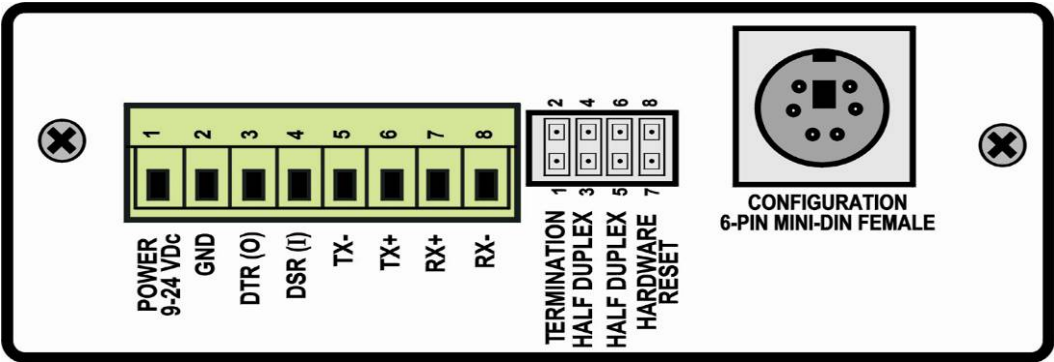 1
2
3
4
5
6
7
8
POWER
9-24 VDc
GND
DTR (O)
DSR (I)
TX-
TX+
RX+
RX-
2
4
6
8
1
3
5
7
TERMINATION
HALF DUPLEX
HALF DUPLEX
HARDWARE
RESET
CONFIGURATION
6-PIN MINI-DIN FEMALE